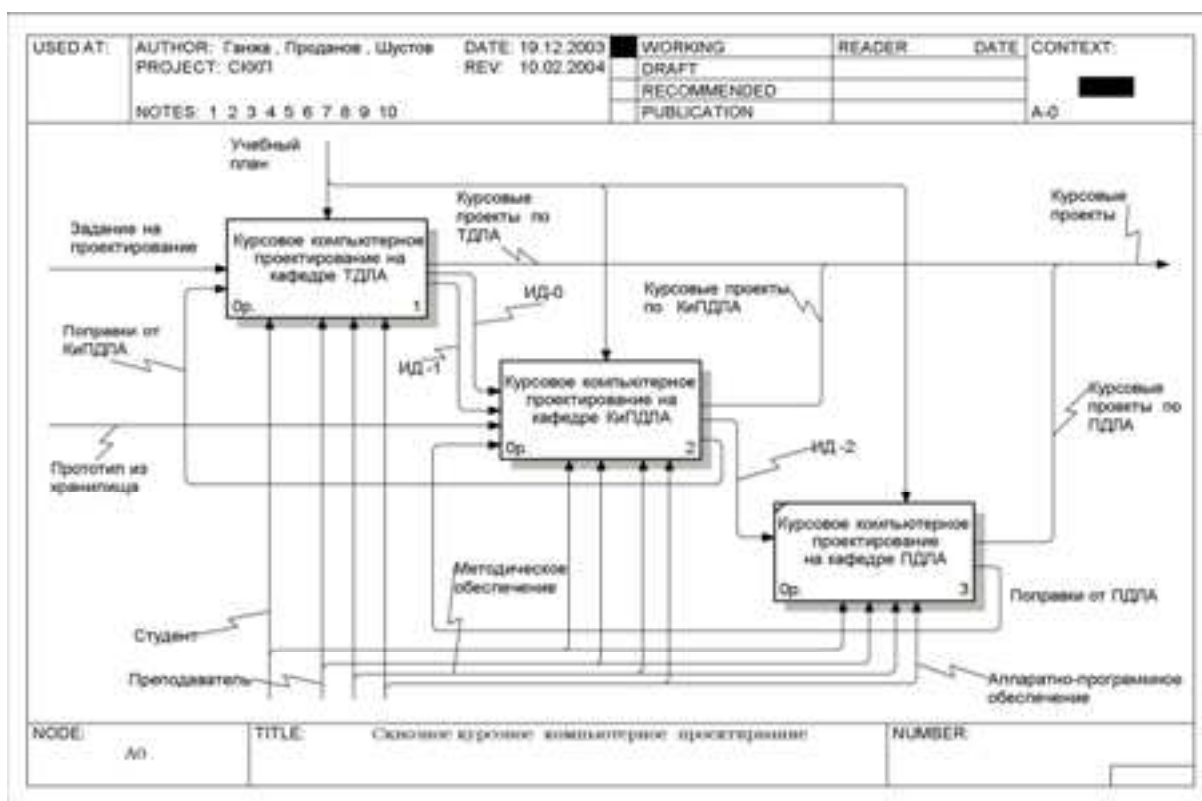 USED AT:
AUTHOR: Ганжа , Проданов , Шустов
DATE: 19.12.2003
WORKING
READER
DATE
CONTEXT:
PROJECT: СККП
REV: 10.02.2004
DRAFT
RECOMMENDED
NOTES: 1 2 3 4 5 6 7 8 9 10
PUBLICATION
A-0
Учебный
план
Задание на
проектирование
Курсовое компьютерное
проектирование на
кафедре ТДЛА
0р.
1
Курсовые
проекты по
ТДЛА
Курсовые
проекты
ИД-0
Курсовые проекты
по КиПДЛА
Поправки от
КиПДЛА
ИД -1
Курсовое компьютерное
проектирование на
кафедре КиПДЛА
0р.
2
Курсовые
проекты по
ПДЛА
Прототип из
хранилища
ИД -2
Курсовое компьютерное
проектирование
на кафедре ПДЛА
0р.
3
Методическое
обеспечение
Поправки от ПДЛА
Студент
Преподаватель
Аппаратно-программное
обеспечение
NODE:
A0
TITLE:
Сквозное курсовое компьютерное проектирование
NUMBER: